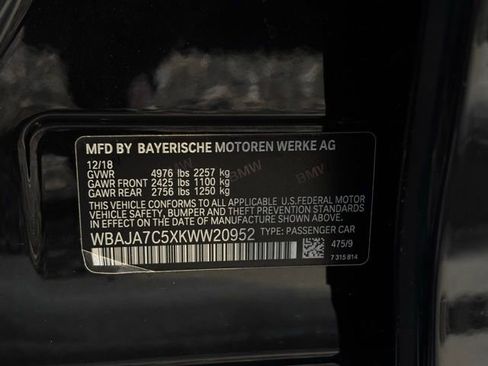 MFD BY BAYERISCHE MOTOREN WERKE AG
12/18
GVWR 4976 lbs 2257 kg
GAWR FRONT 2425 lbs 1100 kg
GAWR REAR 2756 lbs 1250 kg
THIS VEHICLE CONFORMS TO ALL APPLICABLE U.S.FEDERAL MOTOR
VEHICLE SAFETY, BUMPER AND THEFT PREVENTION
STANDARDS IN EFFECT ON THE DATE OF MANUFACTURE SHOWN ABOVE.
WBAJA7C5XKWW20952 TYPE: PASSENGER CAR
475/9
7 315 814
BMW
BMW
BMW